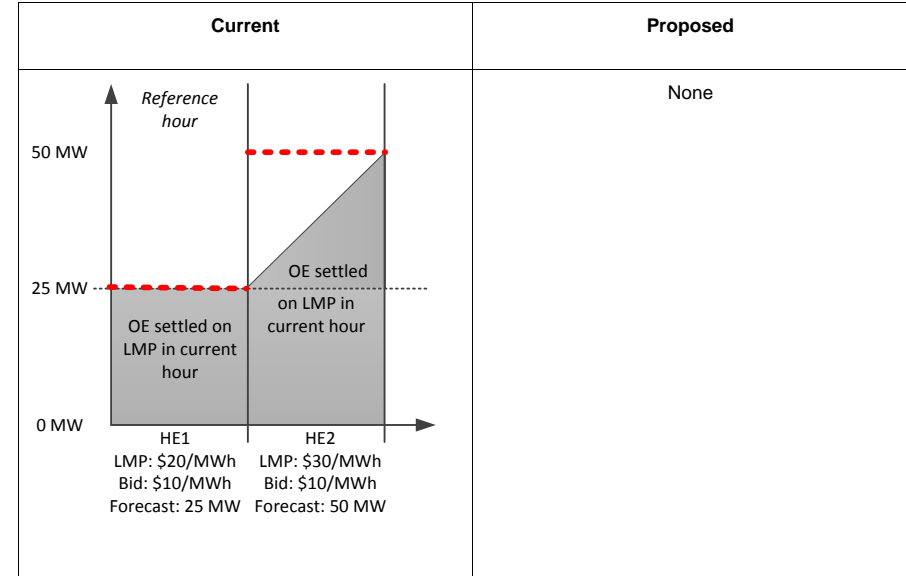 Current
Proposed
Reference
hour
None
50 MW
OE settled
25 MW
on LMP in
current hour
OE settled on
LMP in current
hour
0 MW
HE1
LMP: $20/MWh
Bid: $10/MWh
Forecast: 25 MW
HE2
LMP: $30/MWh
Bid: $10/MWh
Forecast: 50 MW